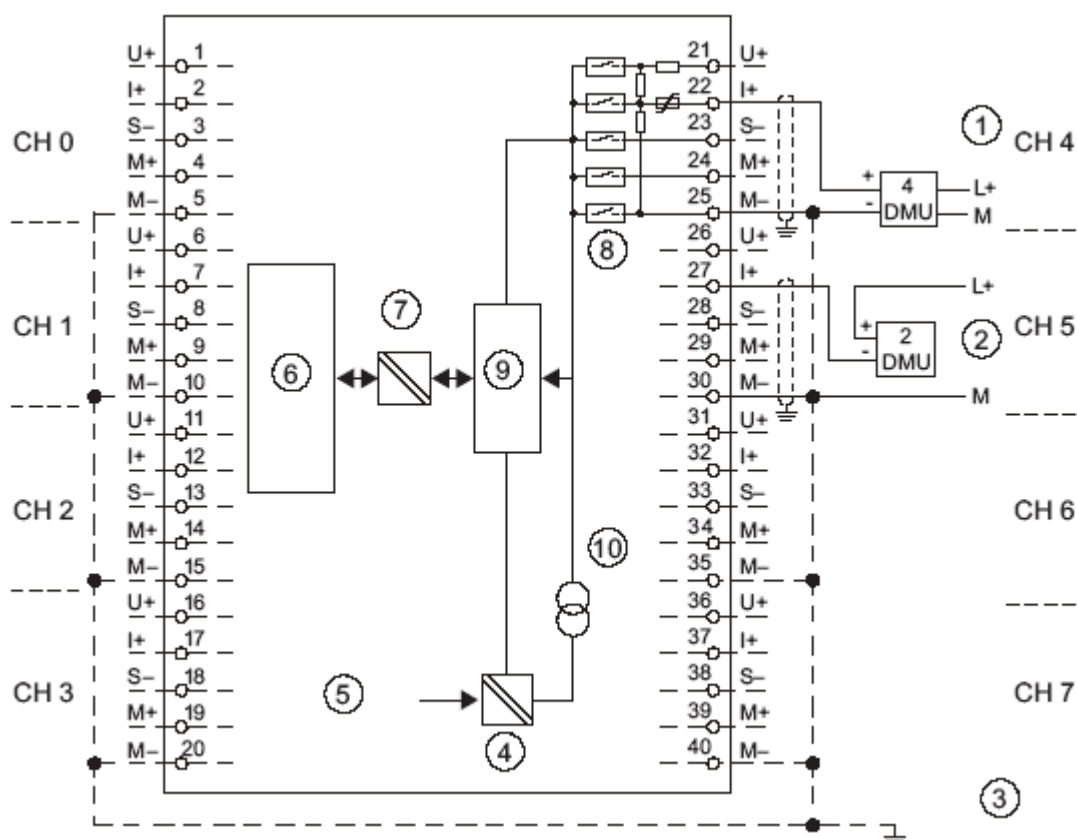 CH 0
U+ 1
I+ 2
S– 3
M+ 4
M– 5
CH 1
U+ 6
I+ 7
S– 8
M+ 9
M– 10
CH 2
U+ 11
I+ 12
S– 13
M+ 14
M– 15
CH 3
U+ 16
I+ 17
S– 18
M+ 19
M– 20
6
7
9
8
10
5
4
21 U+
22 I+
23 S–
24 M+
25 M–
1
CH 4
+
-
4
DMU
L+
M
26 U+
27 I+
28 S–
29 M+
30 M–
2
CH 5
L+
+
-
2
DMU
M
31 U+
32 I+
33 S–
34 M+
35 M–
CH 6
36 U+
37 I+
38 S–
39 M+
40 M–
CH 7
3